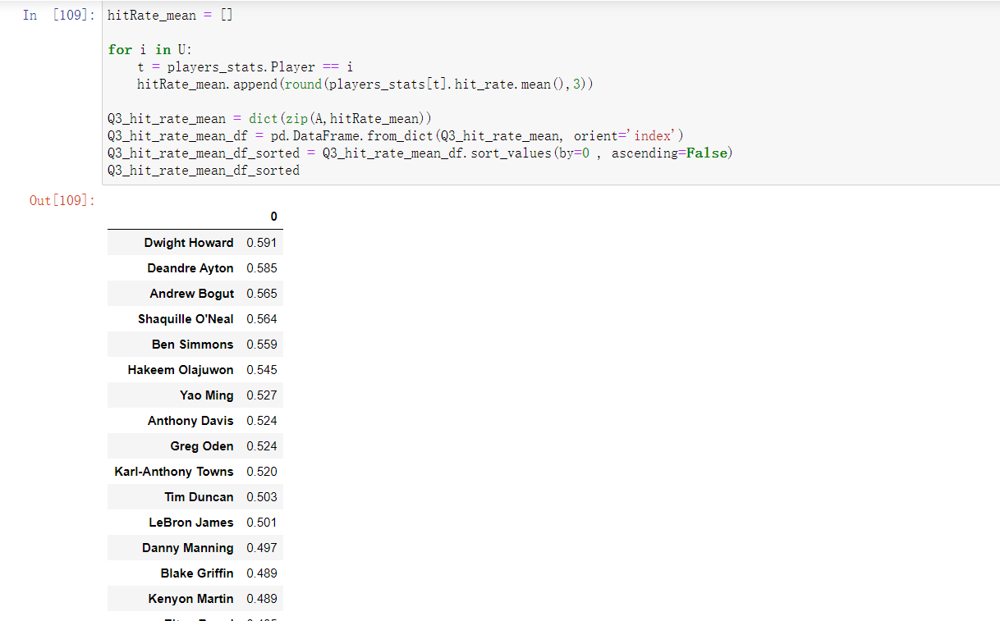 In [109]: hitRate_mean = []
for i in U:
t = players_stats.Player == i
hitRate_mean.append(round(players_stats[t].hit_rate.mean(),3))
Q3_hit_rate_mean = dict(zip(A,hitRate_mean))
Q3_hit_rate_mean_df = pd.DataFrame.from_dict(Q3_hit_rate_mean, orient='index')
Q3_hit_rate_mean_df_sorted = Q3_hit_rate_mean_df.sort_values(by=0 , ascending=False)
Q3_hit_rate_mean_df_sorted
Out[109]:
0
Dwight Howard 0.591
Deandre Ayton 0.585
Andrew Bogut 0.565
Shaquille O'Neal 0.564
Ben Simmons 0.559
Hakeem Olajuwon 0.545
Yao Ming 0.527
Anthony Davis 0.524
Greg Oden 0.524
Karl-Anthony Towns 0.520
Tim Duncan 0.503
LeBron James 0.501
Danny Manning 0.497
Blake Griffin 0.489
Kenyon Martin 0.489